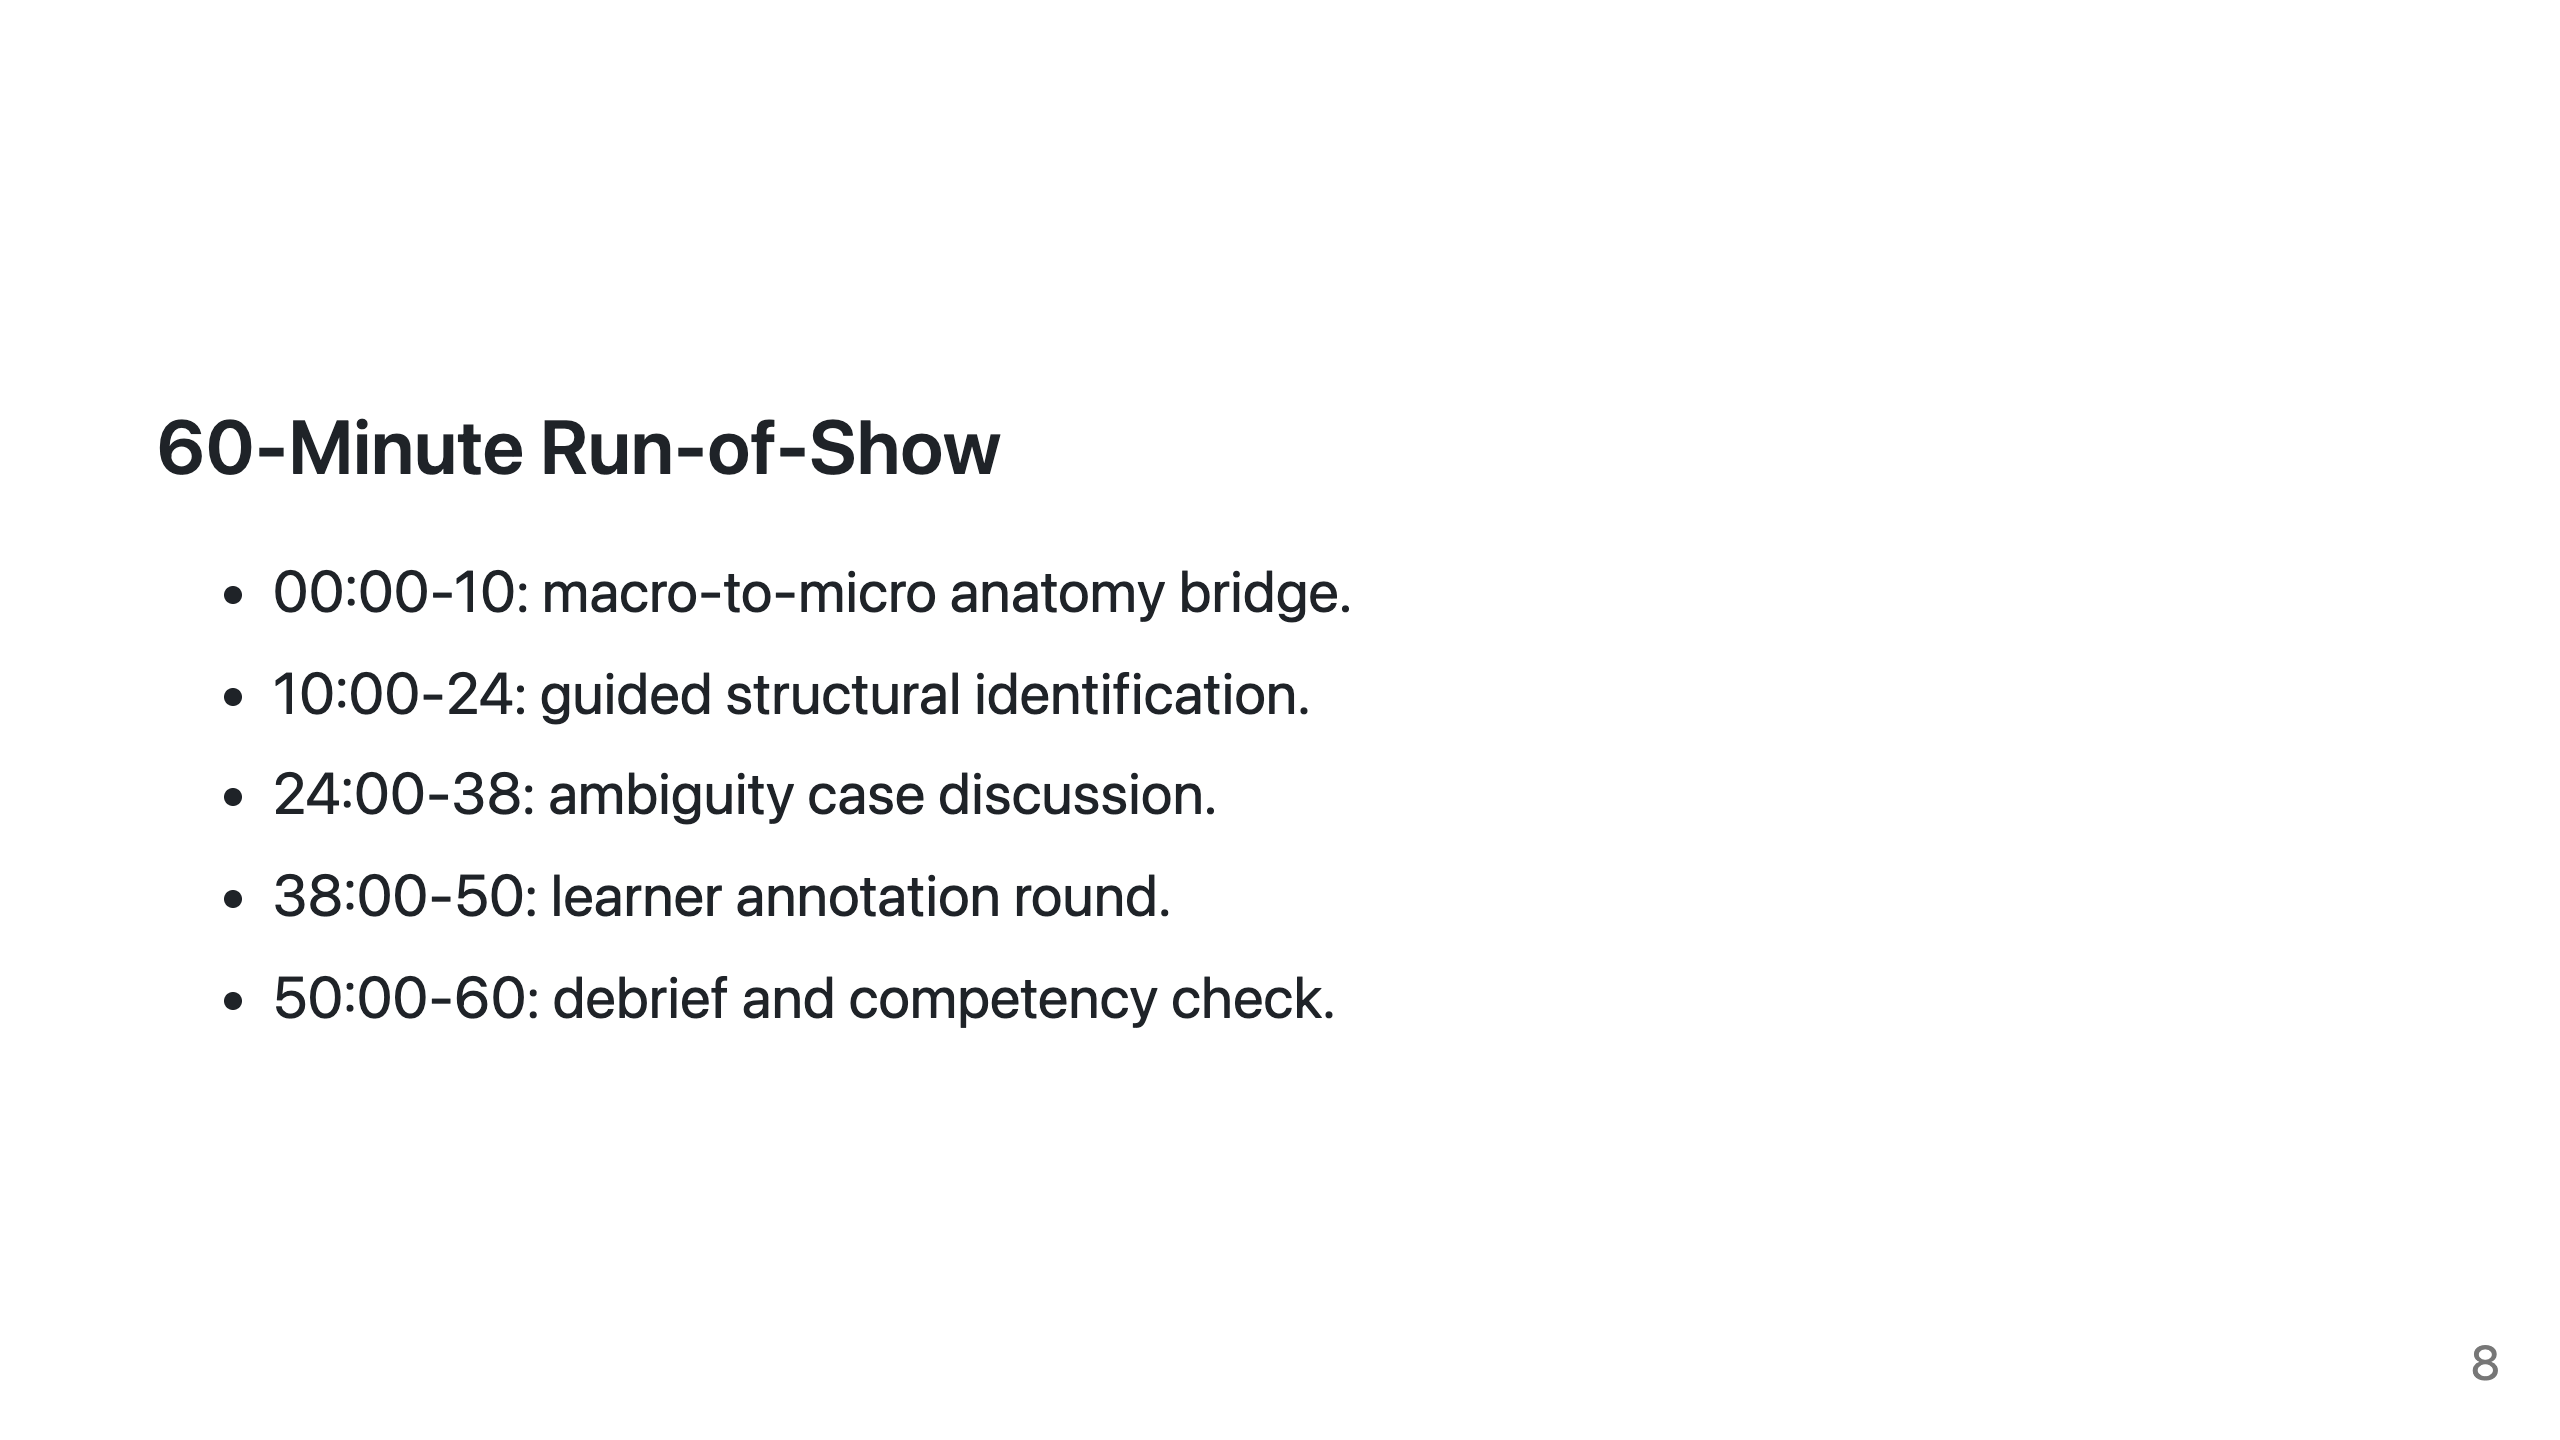 60-Minute Run-of-Show
• 00:00-10: macro-to-micro anatomy bridge.
• 10:00-24: guided structural identification.
• 24:00-38: ambiguity case discussion.
• 38:00-50: learner annotation round.
• 50:00-60: debrief and competency check.
8